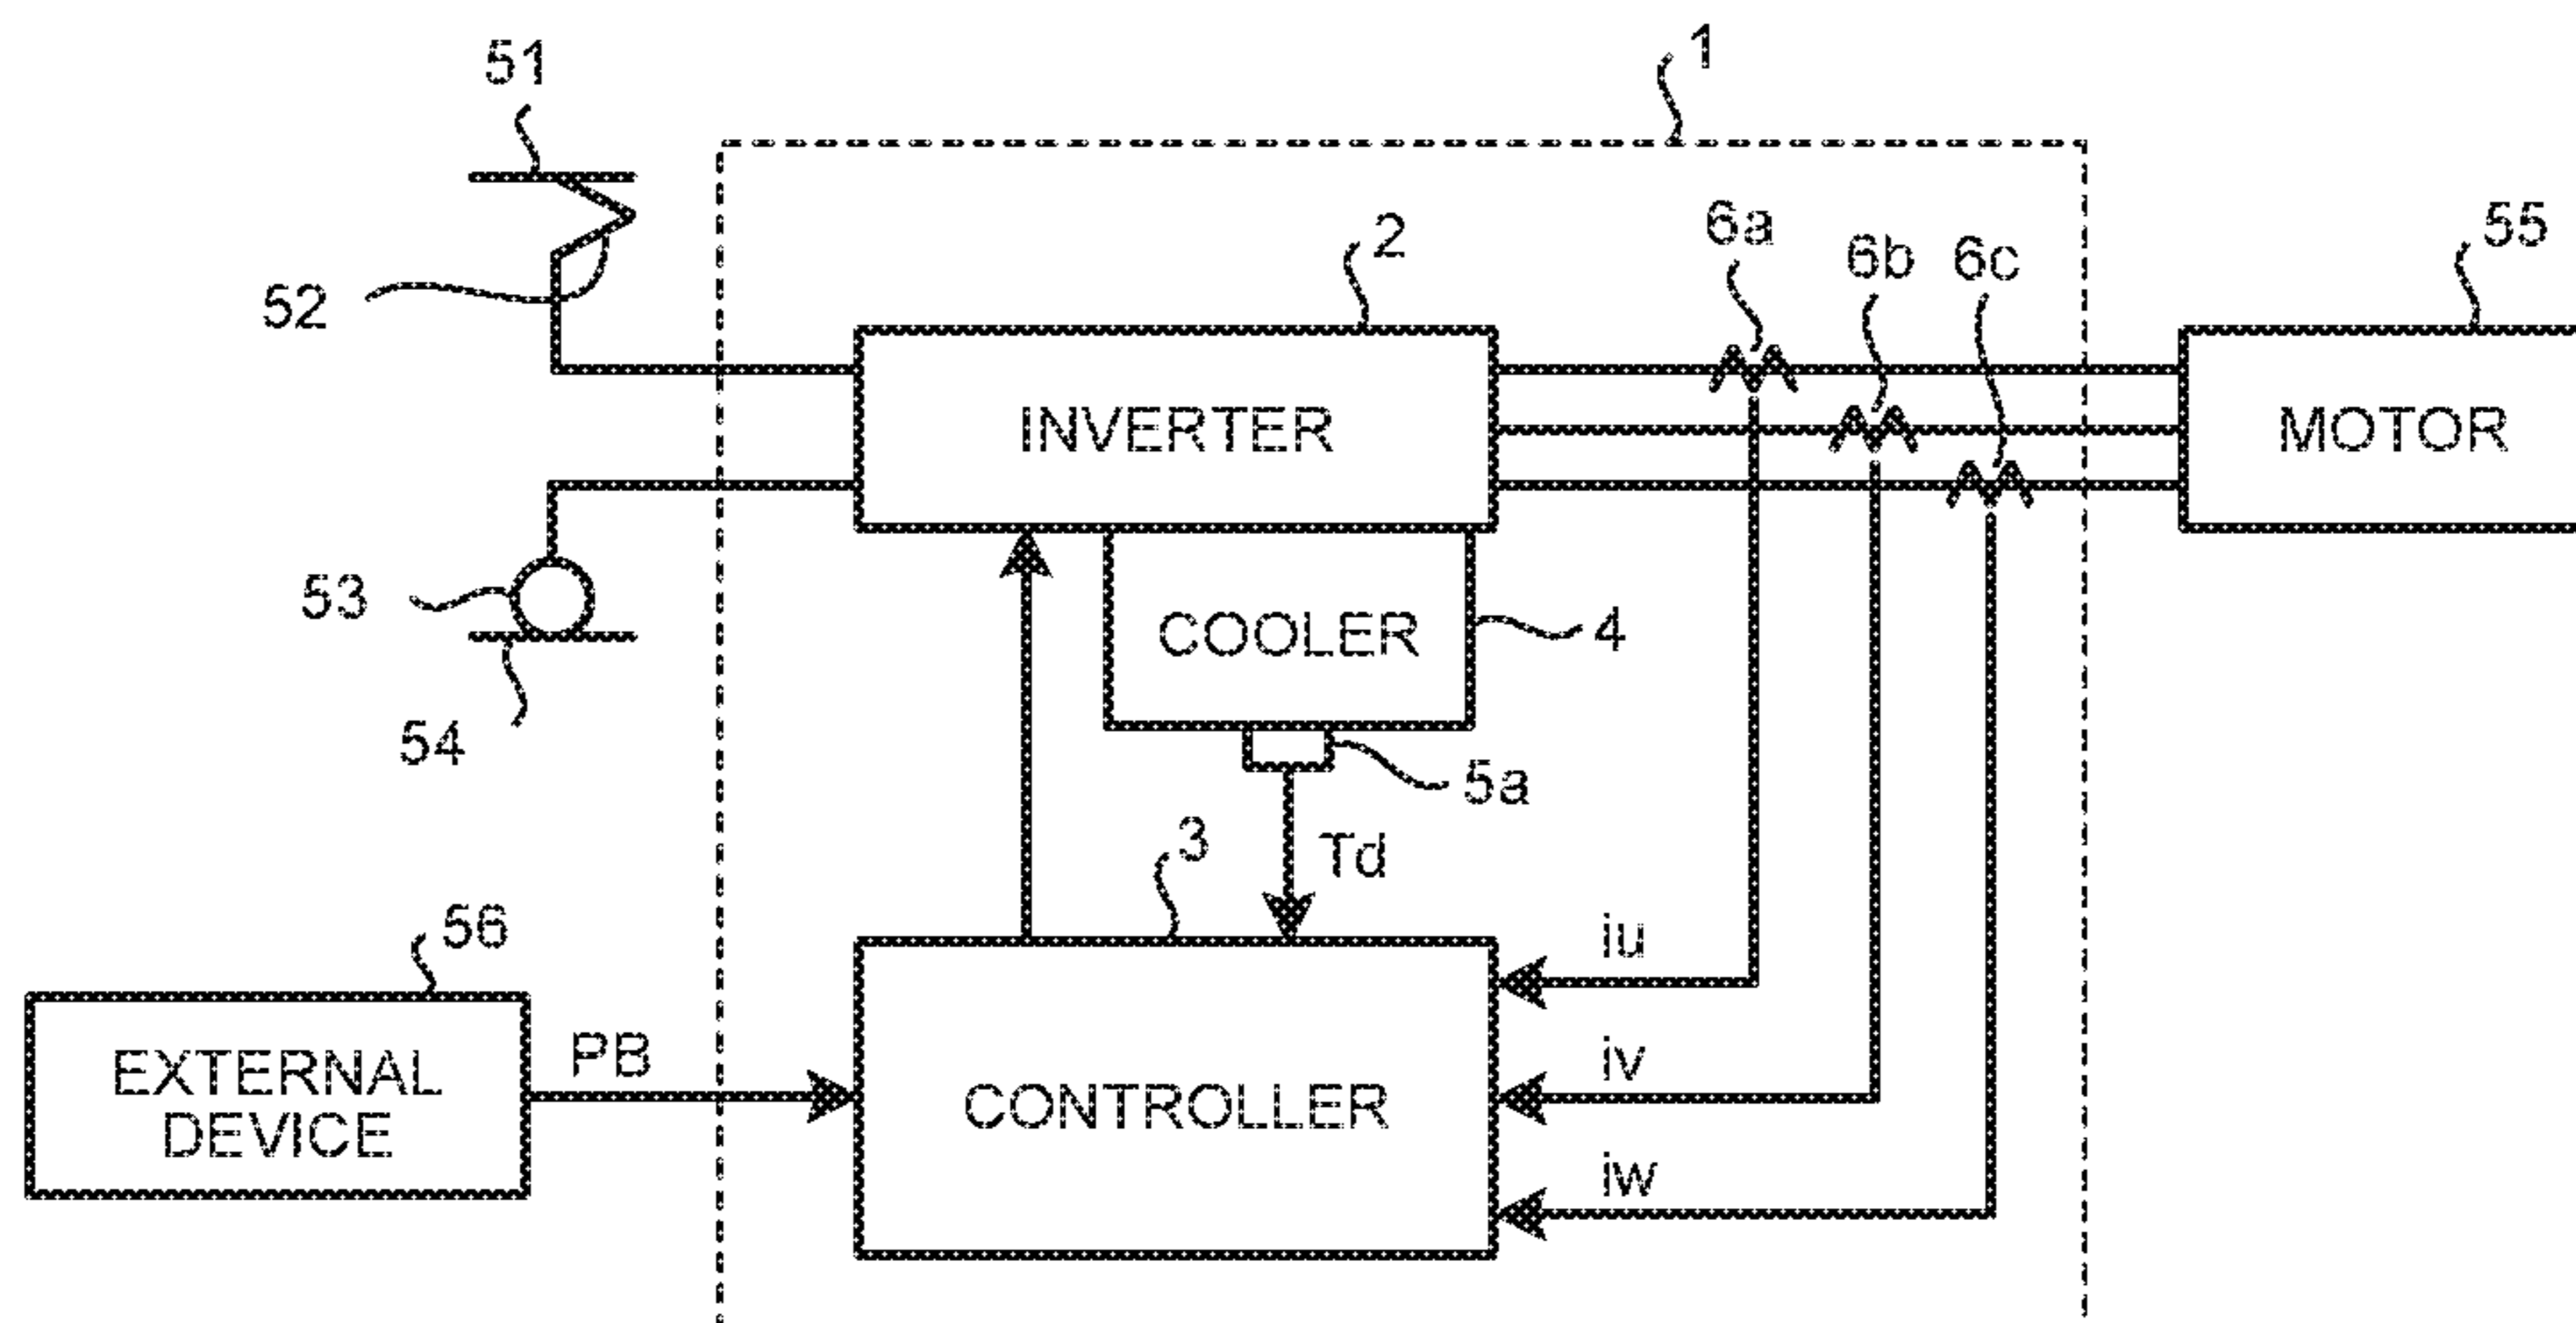 51
1
52
2
6a
6b
6c
55
INVERTER
MOTOR
53
COOLER
4
54
5a
3
Td
56
iu
EXTERNAL
DEVICE
PB
CONTROLLER
iv
iw